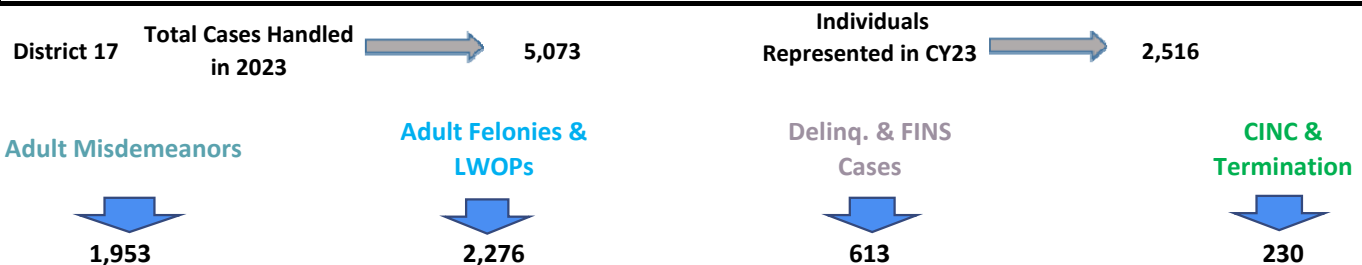 District 17
Total Cases Handled
in 2023
5,073
Individuals
Represented in CY23
2,516
Adult Misdemeanors
1,953
Adult Felonies &
LWOPs
2,276
Delinq. & FINS
Cases
613
CINC &
Termination
230